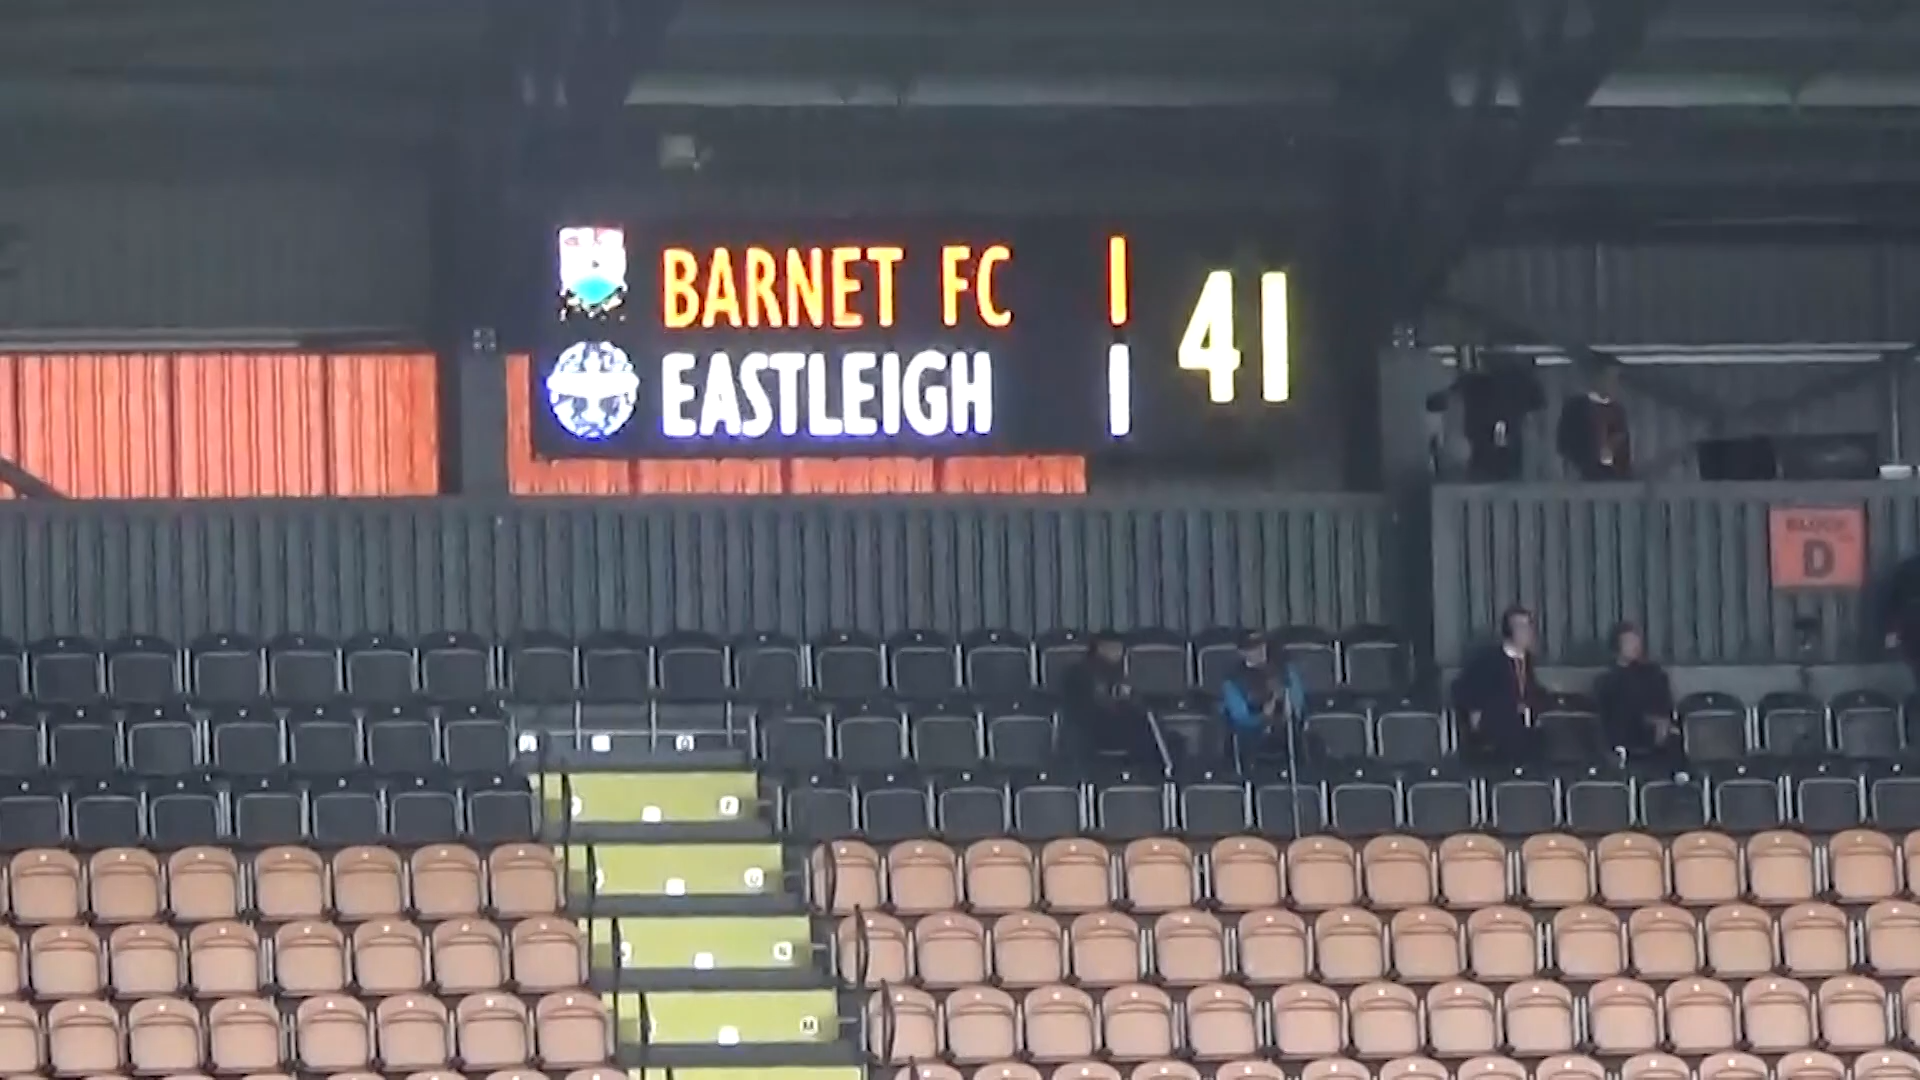 BARNET FC 1
EASTLEIGH 1
41
BLOCK
D